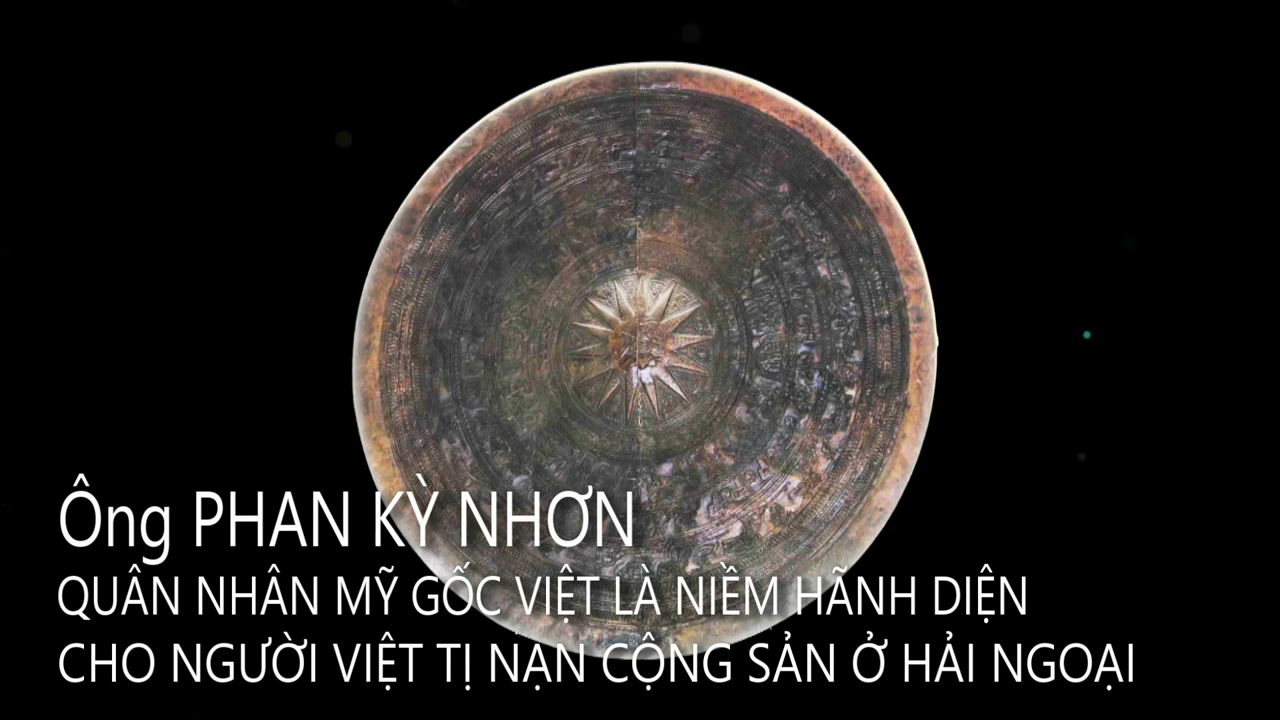 Ông PHAN KỲ NHƠN
QUÂN NHÂN MỸ GỐC VIỆT LÀ NIỀM HÃNH DIỆN
CHO NGƯỜI VIỆT TỊ NẠN CỘNG SẢN Ở HẢI NGOẠI